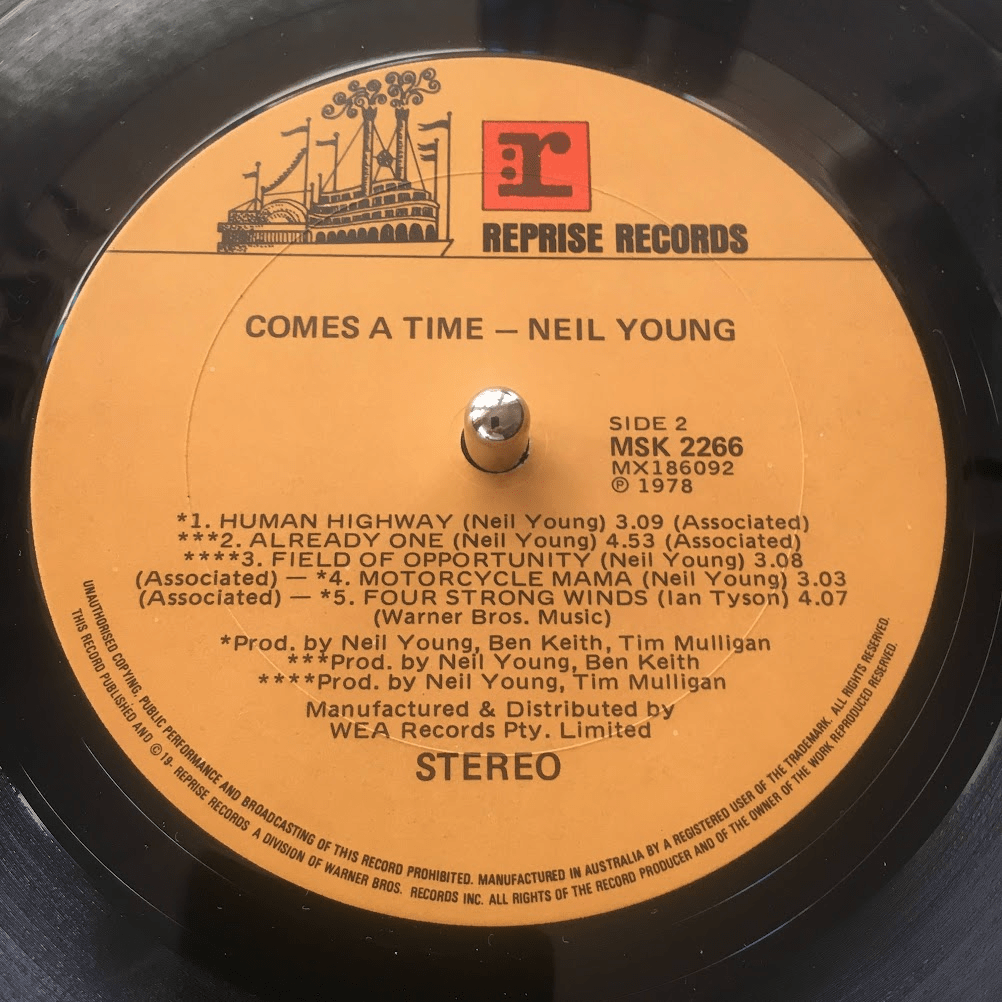 r
REPRISE RECORDS
COMES A TIME — NEIL YOUNG
SIDE 2
MSK 2266
MX186092
℗ 1978
*1. HUMAN HIGHWAY (Neil Young) 3.09 (Associated)
***2. ALREADY ONE (Neil Young) 4.53 (Associated)
****3. FIELD OF OPPORTUNITY (Neil Young) 3.08
(Associated) — *4. MOTORCYCLE MAMA (Neil Young) 3.03
(Associated) — *5. FOUR STRONG WINDS (Ian Tyson) 4.07
(Warner Bros. Music)
*Prod. by Neil Young, Ben Keith, Tim Mulligan
***Prod. by Neil Young, Ben Keith
****Prod. by Neil Young, Tim Mulligan
Manufactured & Distributed by
WEA Records Pty. Limited
STEREO
UNAUTHORISED COPYING, PUBLIC PERFORMANCE AND BROADCASTING OF THIS RECORD PROHIBITED. MANUFACTURED IN AUSTRALIA BY A REGISTERED USER OF THE TRADEMARK. ALL RIGHTS RESERVED.
THIS RECORD PUBLISHED AND © 19- REPRISE RECORDS A DIVISION OF WARNER BROS. RECORDS INC. ALL RIGHTS OF THE RECORD PRODUCER AND OF THE OWNER OF THE WORK REPRODUCED RESERVED.